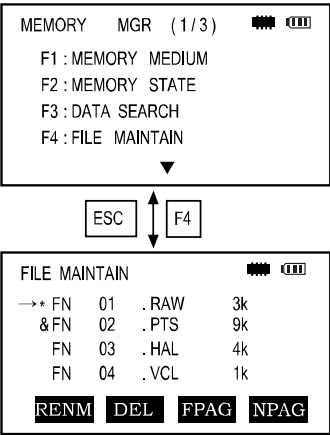 MEMORY MGR (1/3)
F1 : MEMORY MEDIUM
F2 : MEMORY STATE
F3 : DATA SEARCH
F4 : FILE MAINTAIN
▼
ESC F4
FILE MAINTAIN
→* FN 01 . RAW 3k
& FN 02 . PTS 9k
FN 03 . HAL 4k
FN 04 . VCL 1k
RENM DEL FPAG NPAG